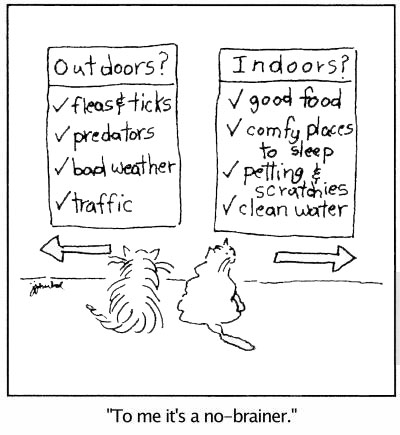 Outdoors?
✓ fleas & ticks
✓ predators
✓ bad weather
✓ traffic
Indoors?
✓ good food
✓ comfy places
to sleep
✓ petting &
scratchies
✓ clean water
"To me it's a no-brainer."